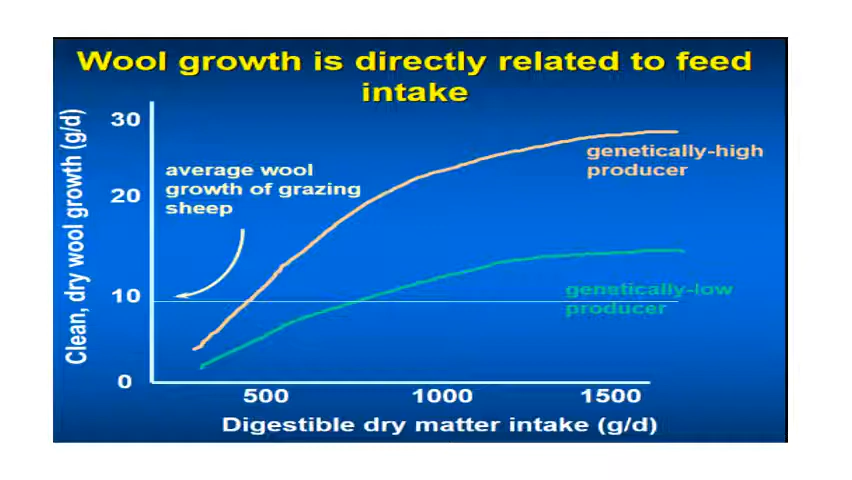 Wool growth is directly related to feed
intake
Clean, dry wool growth (g/d)
30
20
10
0
average wool
growth of grazing
sheep
genetically-high
producer
genetically-low
producer
500 1000 1500
Digestible dry matter intake (g/d)